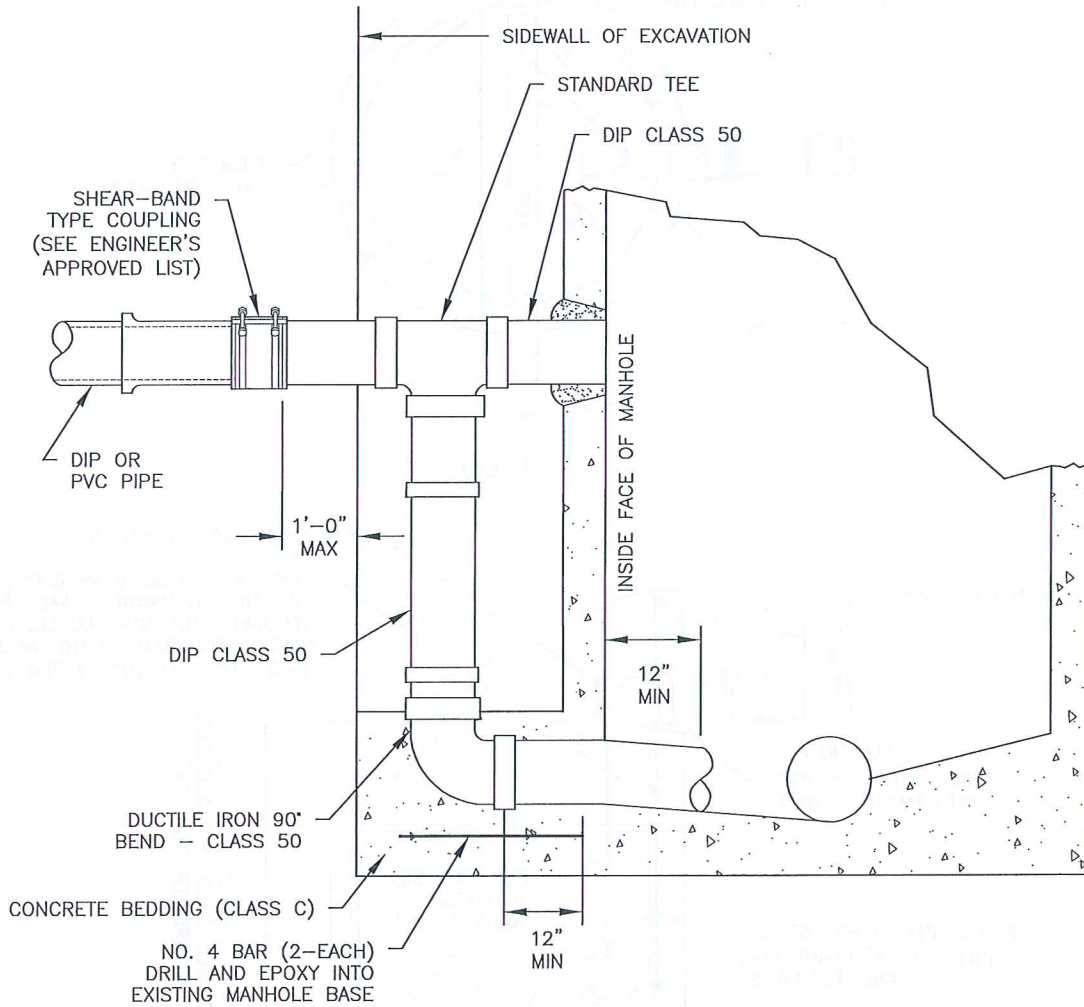 SIDEWALL OF EXCAVATION
STANDARD TEE
DIP CLASS 50
SHEAR-BAND
TYPE COUPLING
(SEE ENGINEER'S
APPROVED LIST)
DIP OR
PVC PIPE
1'-0"
MAX
INSIDE FACE OF MANHOLE
DIP CLASS 50
12"
MIN
DUCTILE IRON 90°
BEND - CLASS 50
CONCRETE BEDDING (CLASS C)
NO. 4 BAR (2-EACH)
DRILL AND EPOXY INTO
EXISTING MANHOLE BASE
12"
MIN